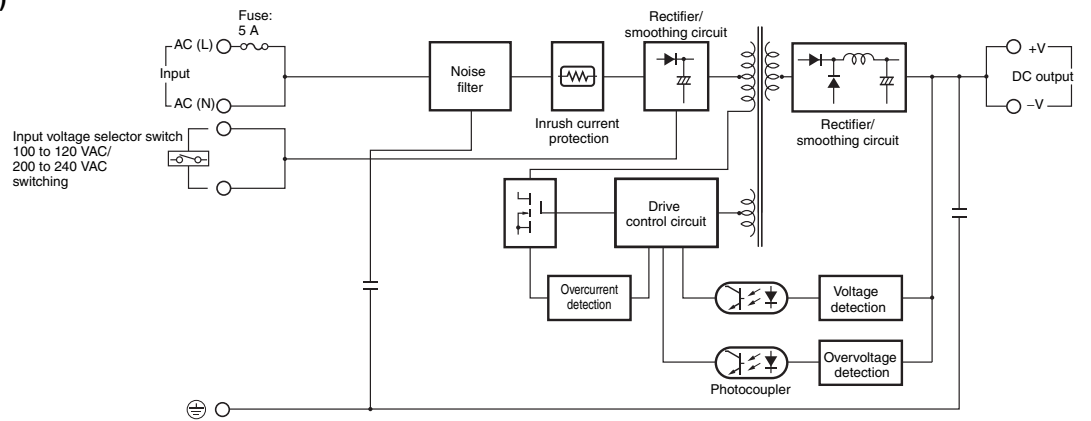 )
Fuse:
5 A
AC (L)
Input
AC (N)
Input voltage selector switch
100 to 120 VAC/
200 to 240 VAC
switching
Noise
filter
Inrush current
protection
Rectifier/
smoothing circuit
Rectifier/
smoothing circuit
+V
DC output
–V
Drive
control circuit
Overcurrent
detection
Voltage
detection
Overvoltage
detection
Photocoupler